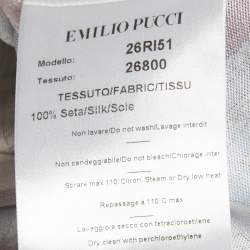 EMILIO PUCCI
Modello: 26RI51
Tessuto: 26800
TESSUTO/FABRIC/TISSU
100% Seta/Silk/Soie
Non lavare/Do not wash/Lavage interdit
Non candeggiabile/Do not bleach/Chlorage inter
Stirare max 110 C/Iron, Steam or Dry low heat
Repassage a 110 C max
Lavaggio a secco con tetracloroetilene
Dry clean with perchloroethylene